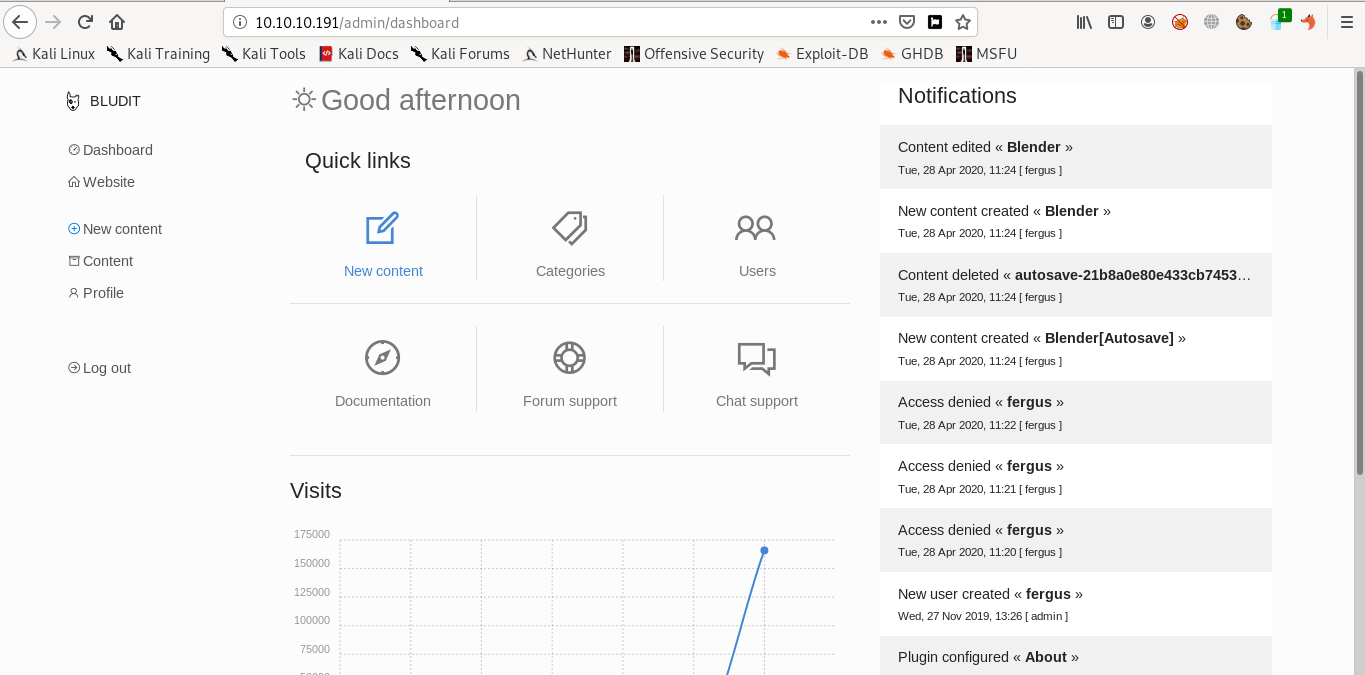 10.10.10.191/admin/dashboard
1
Kali Linux Kali Training Kali Tools Kali Docs Kali Forums NetHunter Offensive Security Exploit-DB GHDB MSFU
BLUDIT
Dashboard
Website
New content
Content
Profile
Log out
Good afternoon
Quick links
New content Categories Users
Documentation Forum support Chat support
Visits
175000
150000
125000
100000
75000
Notifications
Content edited « Blender »
Tue, 28 Apr 2020, 11:24 [ fergus ]
New content created « Blender »
Tue, 28 Apr 2020, 11:24 [ fergus ]
Content deleted « autosave-21b8a0e80e433cb7453…
Tue, 28 Apr 2020, 11:24 [ fergus ]
New content created « Blender[Autosave] »
Tue, 28 Apr 2020, 11:24 [ fergus ]
Access denied « fergus »
Tue, 28 Apr 2020, 11:22 [ fergus ]
Access denied « fergus »
Tue, 28 Apr 2020, 11:21 [ fergus ]
Access denied « fergus »
Tue, 28 Apr 2020, 11:20 [ fergus ]
New user created « fergus »
Wed, 27 Nov 2019, 13:26 [ admin ]
Plugin configured « About »